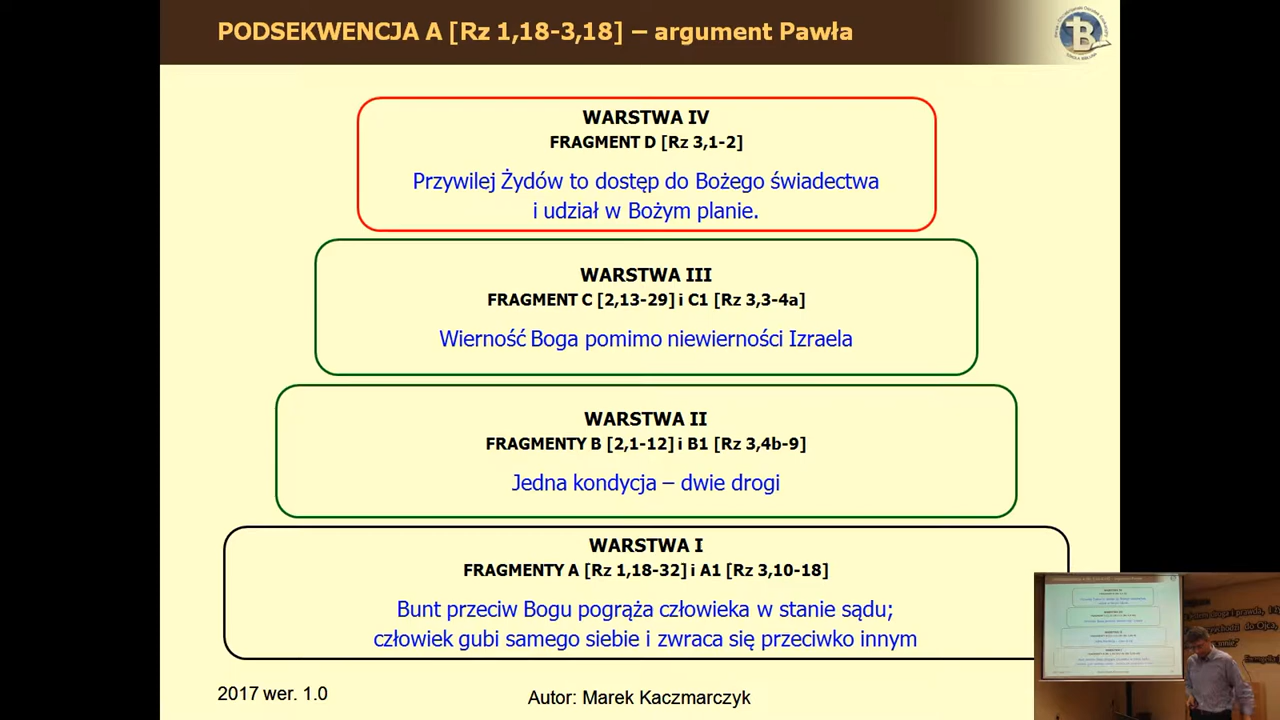 PODSEKWENCJA A [Rz 1,18-3,18] – argument Pawła
WARSTWA IV
FRAGMENT D [Rz 3,1-2]
Przywilej Żydów to dostęp do Bożego świadectwa
i udział w Bożym planie.
WARSTWA III
FRAGMENT C [2,13-29] i C1 [Rz 3,3-4a]
Wierność Boga pomimo niewierności Izraela
WARSTWA II
FRAGMENTY B [2,1-12] i B1 [Rz 3,4b-9]
Jedna kondycja – dwie drogi
WARSTWA I
FRAGMENTY A [Rz 1,18-32] i A1 [Rz 3,10-18]
Bunt przeciw Bogu pogrąża człowieka w stanie sądu;
człowiek gubi samego siebie i zwraca się przeciwko innym
2017 wer. 1.0
Autor: Marek Kaczmarczyk